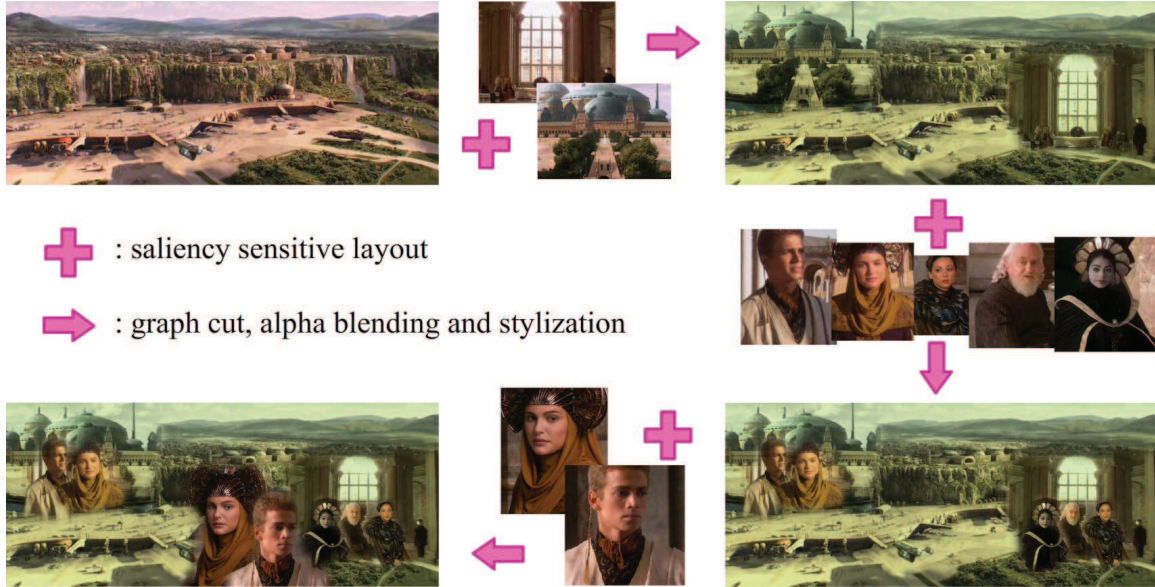 : saliency sensitive layout
: graph cut, alpha blending and stylization